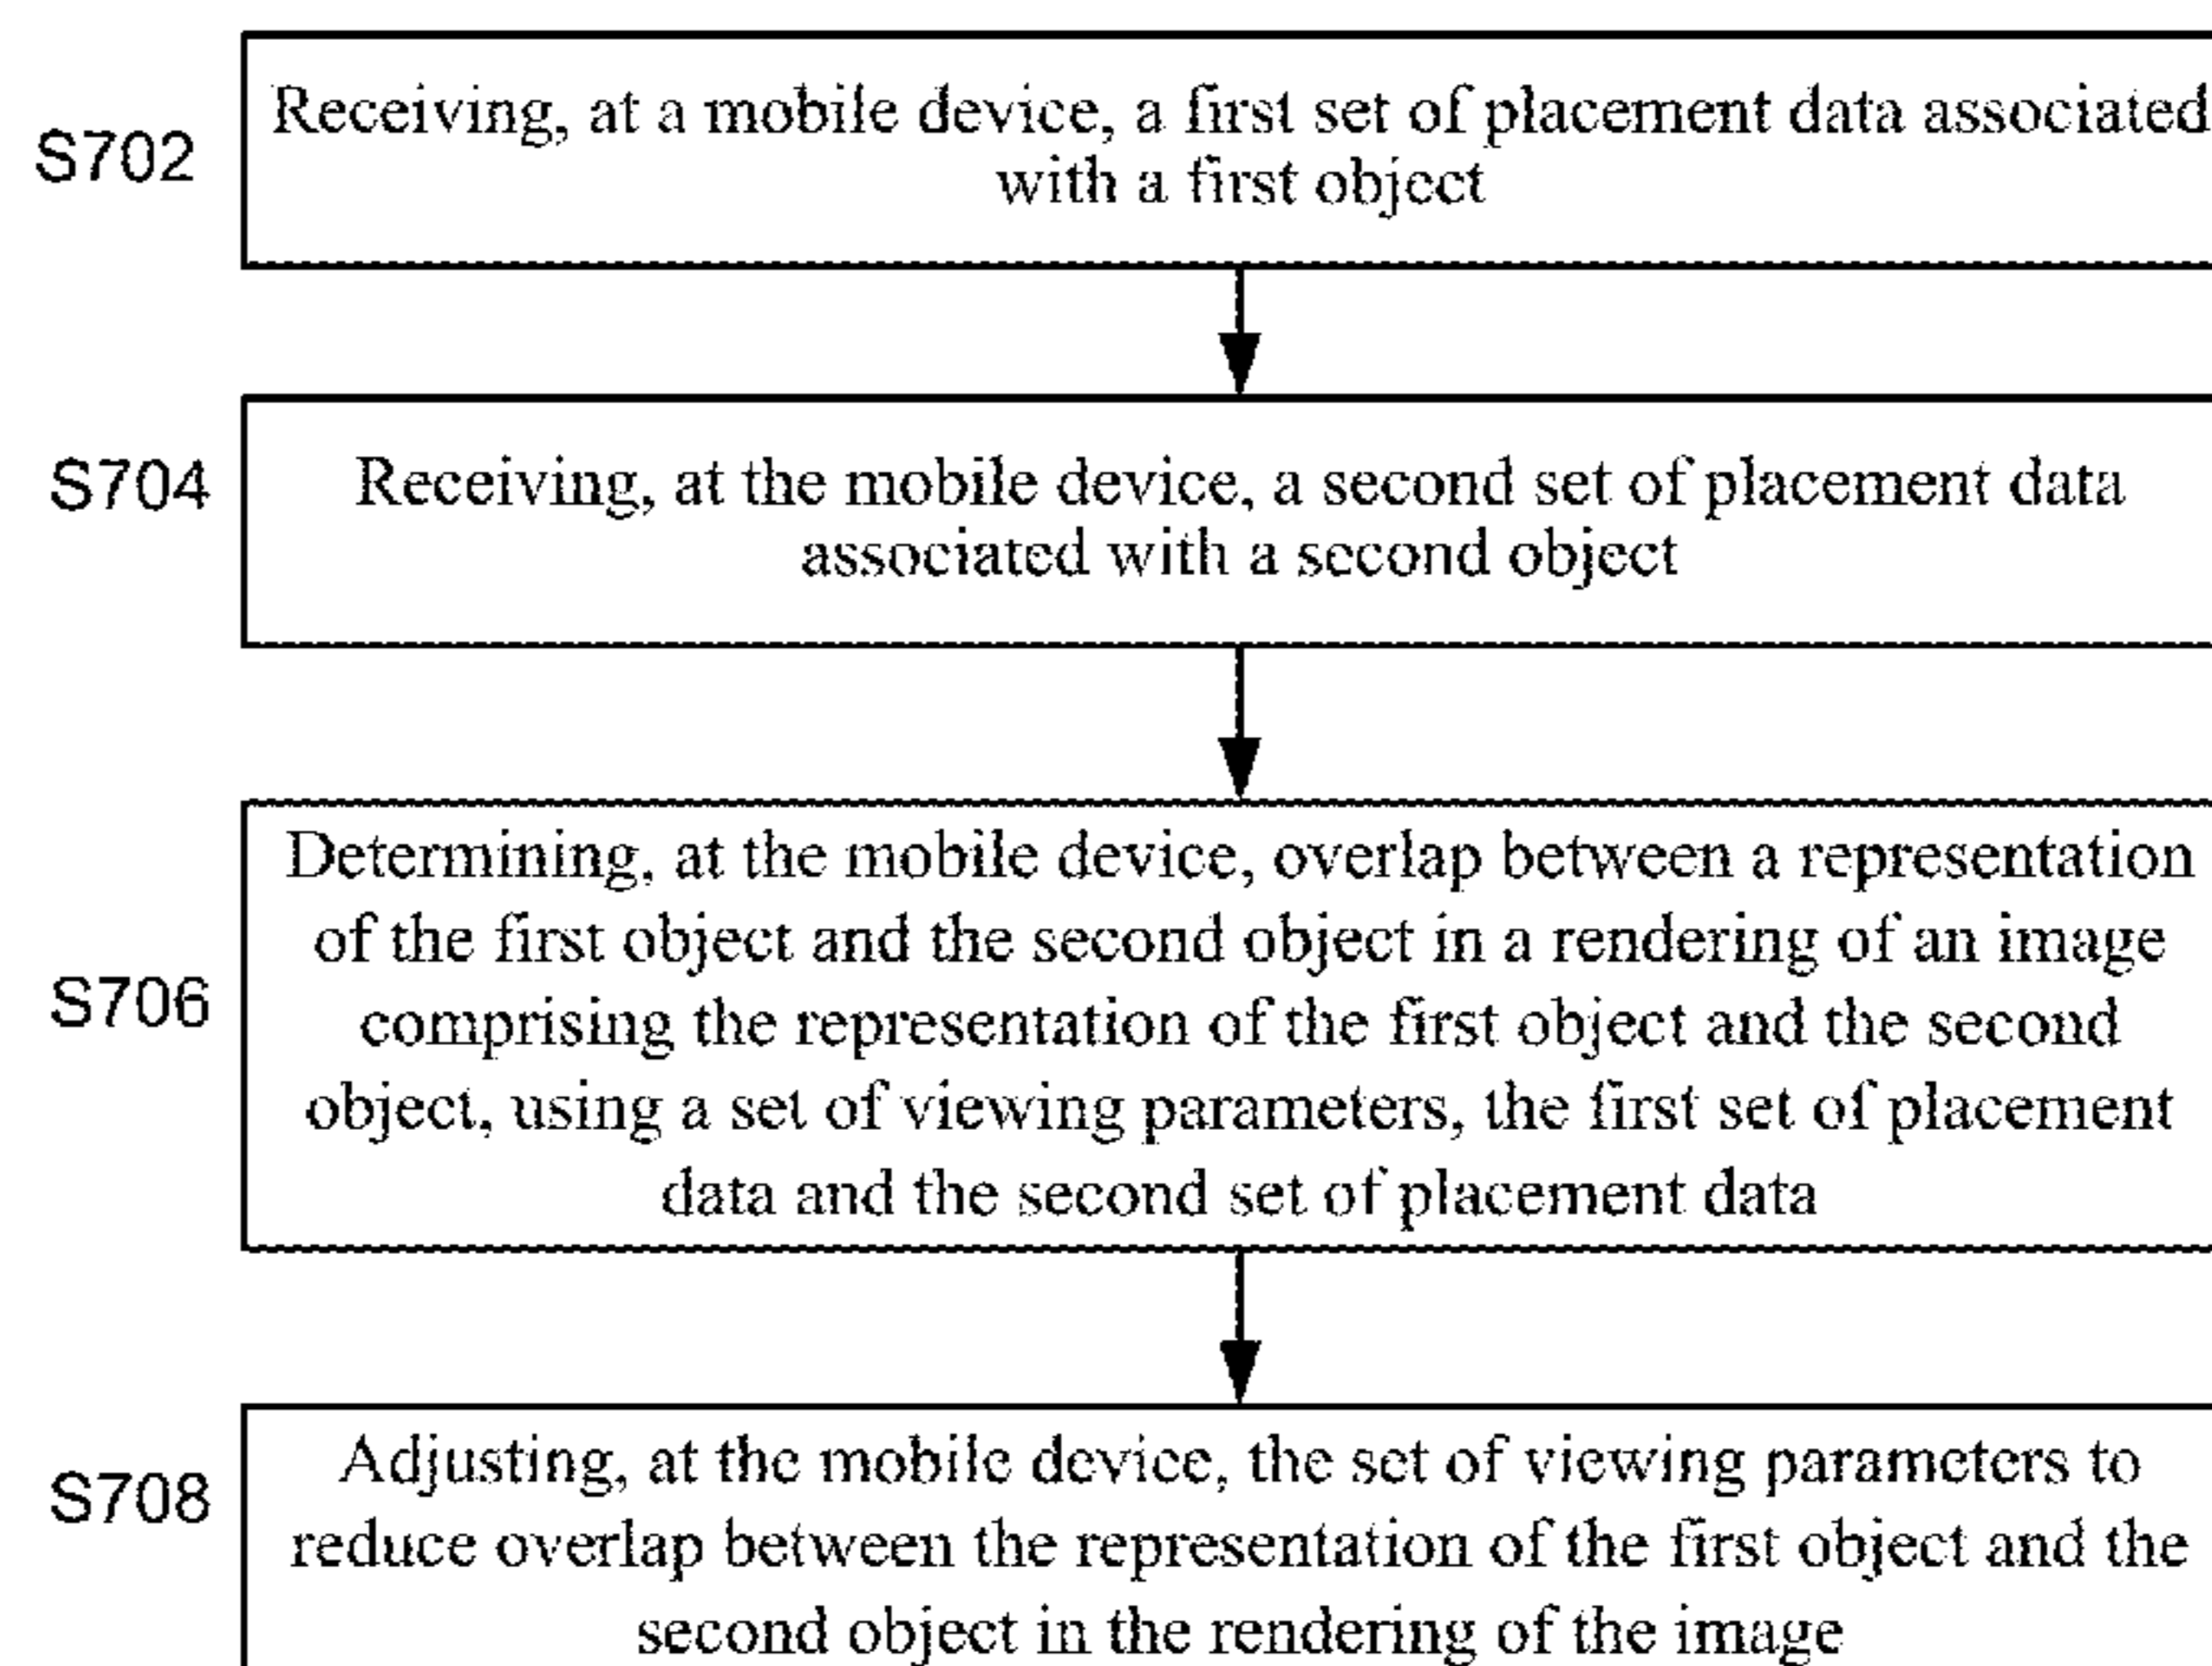 S702
Receiving, at a mobile device, a first set of placement data associated
with a first object
S704
Receiving, at the mobile device, a second set of placement data
associated with a second object
S706
Determining, at the mobile device, overlap between a representation
of the first object and the second object in a rendering of an image
comprising the representation of the first object and the second
object, using a set of viewing parameters, the first set of placement
data and the second set of placement data
S708
Adjusting, at the mobile device, the set of viewing parameters to
reduce overlap between the representation of the first object and the
second object in the rendering of the image